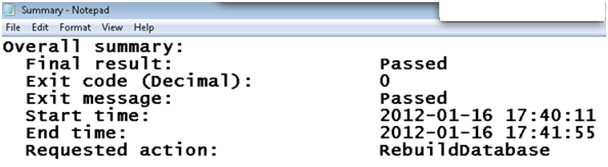 Summary - Notepad
File Edit Format View Help
Overall summary:
Final result: Passed
Exit code (Decimal): 0
Exit message: Passed
Start time: 2012-01-16 17:40:11
End time: 2012-01-16 17:41:55
Requested action: RebuildDatabase